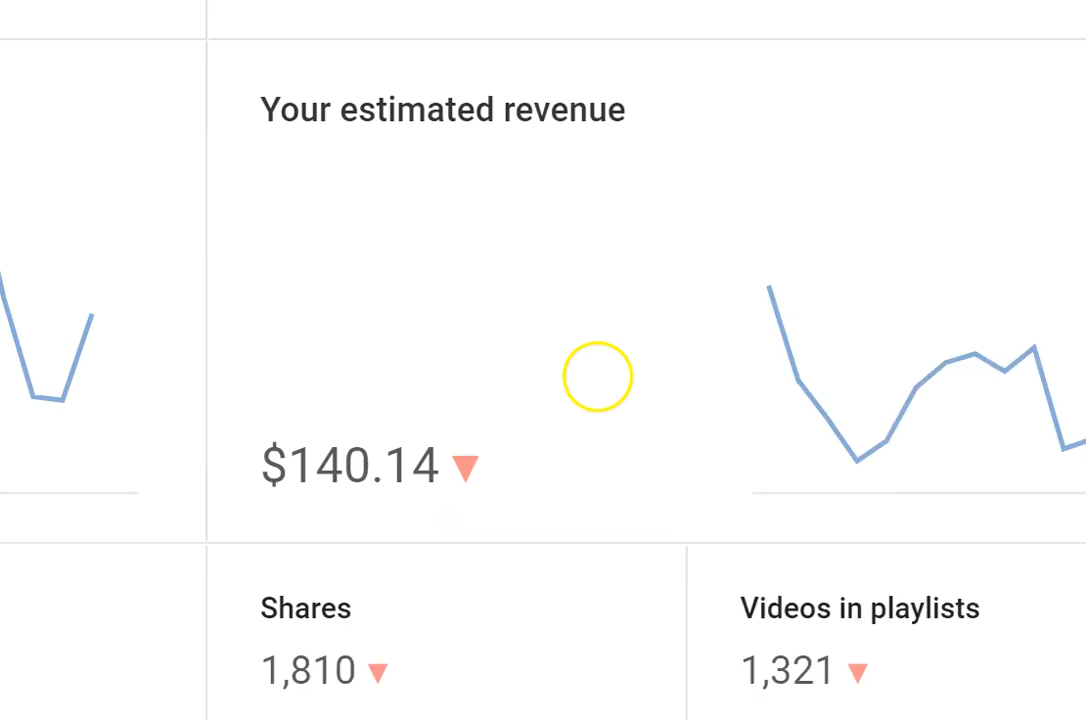 Your estimated revenue
$140.14
Shares
1,810
Videos in playlists
1,321